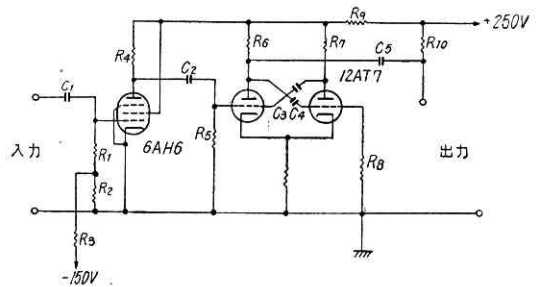 R9
+250V
R4
R6
R7
C5
R10
C2
12AT7
C1
C3
C4
6AH6
R5
入力
R1
R8
出力
R2
R3
-150V